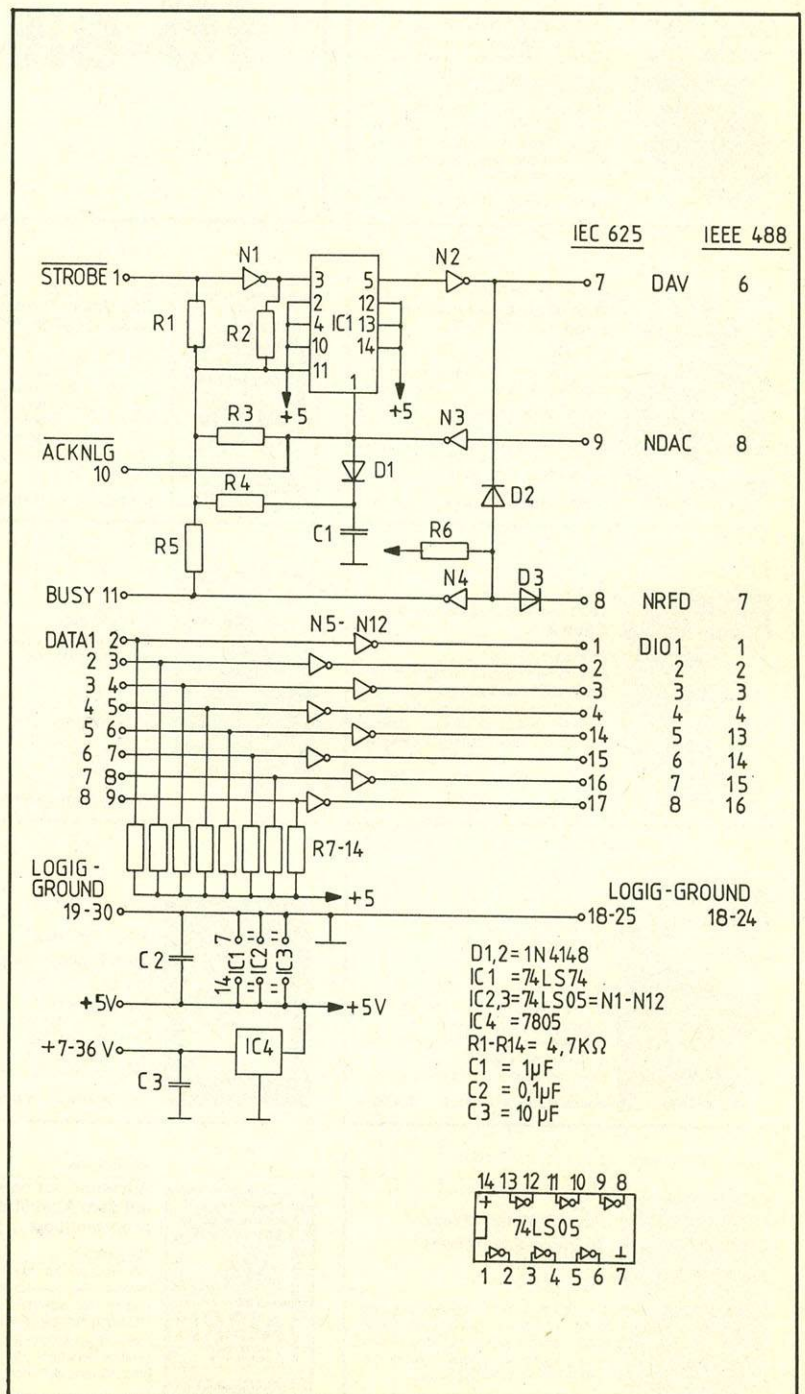 IEC 625 IEEE 488
STROBE 1 N1 3 5 N2 7 DAV 6
2 12
R1 R2 4 IC1 13
10 14
11
1
+5 +5
R3 N3 9 NDAC 8
ACKNLG
10
D1
R4 D2
C1 R6
R5
N4 D3
BUSY 11 8 NRFD 7
N5- N12
DATA1 2 1 DIO1 1
2 3 2 2 2
3 4 3 3 3
4 5 4 4 4
5 6 14 5 13
6 7 15 6 14
7 8 16 7 15
8 9 17 8 16
R7-14
LOGIG-
GROUND
+5 LOGIG-GROUND
19-30 18-25 18-24
7 " "
C2 IC1 IC2 IC3
14 " "
+5V +5V
+7-36 V IC4
C3
D1,2=1N4148
IC1 =74LS74
IC2,3=74LS05=N1-N12
IC4 =7805
R1-R14= 4,7KΩ
C1 = 1µF
C2 = 0,1µF
C3 = 10 µF
14 13 12 11 10 9 8
+
74LS05
⊥
1 2 3 4 5 6 7